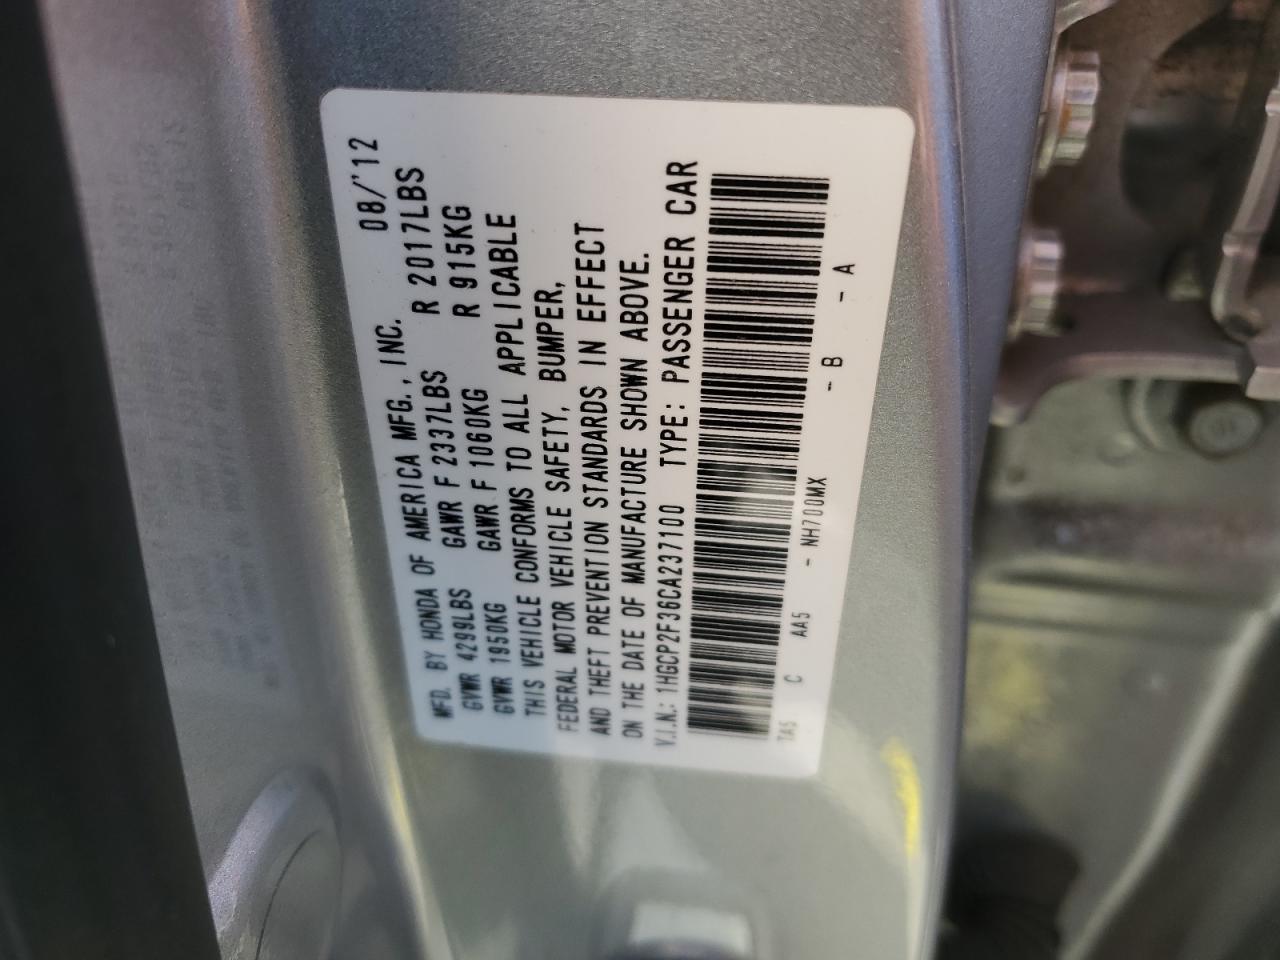 MFD. BY HONDA OF AMERICA MFG., INC. 08/'12
GVWR 4299LBS GAWR F 2337LBS R 2017LBS
GVWR 1950KG GAWR F 1060KG R 915KG
THIS VEHICLE CONFORMS TO ALL APPLICABLE
FEDERAL MOTOR VEHICLE SAFETY, BUMPER,
AND THEFT PREVENTION STANDARDS IN EFFECT
ON THE DATE OF MANUFACTURE SHOWN ABOVE.
V.I.N.: 1HGCP2F36CA237100 TYPE: PASSENGER CAR
TA5 C AA5 - NH700MX - B - A